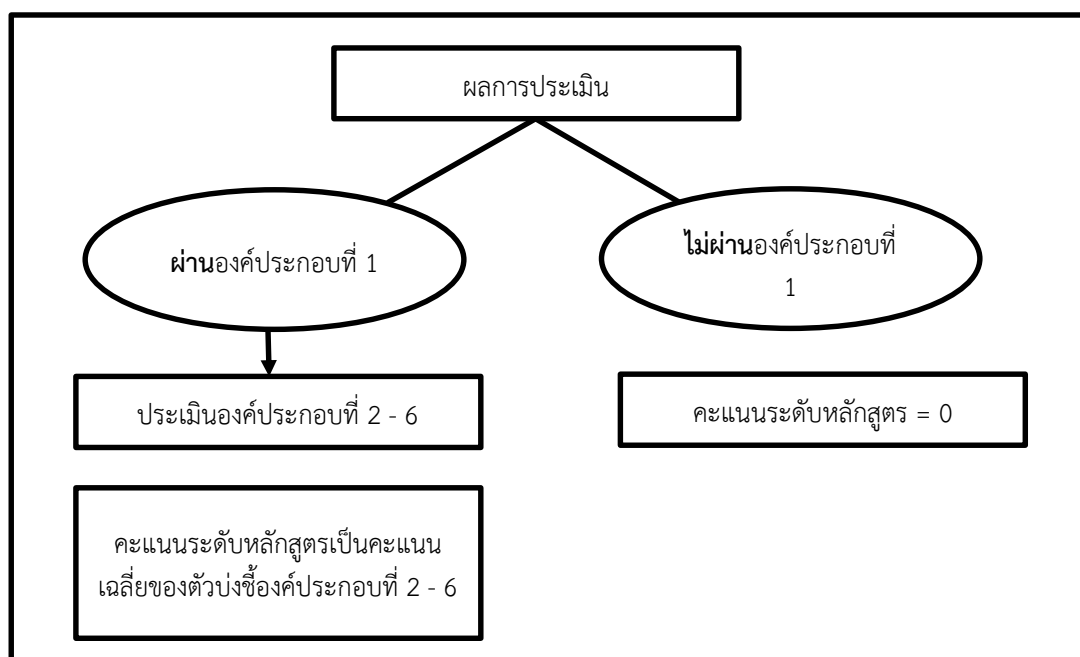 ผลการประเมิน
ผ่านองค์ประกอบที่ 1
ไม่ผ่านองค์ประกอบที่
1
ประเมินองค์ประกอบที่ 2 - 6
คะแนนระดับหลักสูตร = 0
คะแนนระดับหลักสูตรเป็นคะแนน
เฉลี่ยของตัวบ่งชี้องค์ประกอบที่ 2 - 6